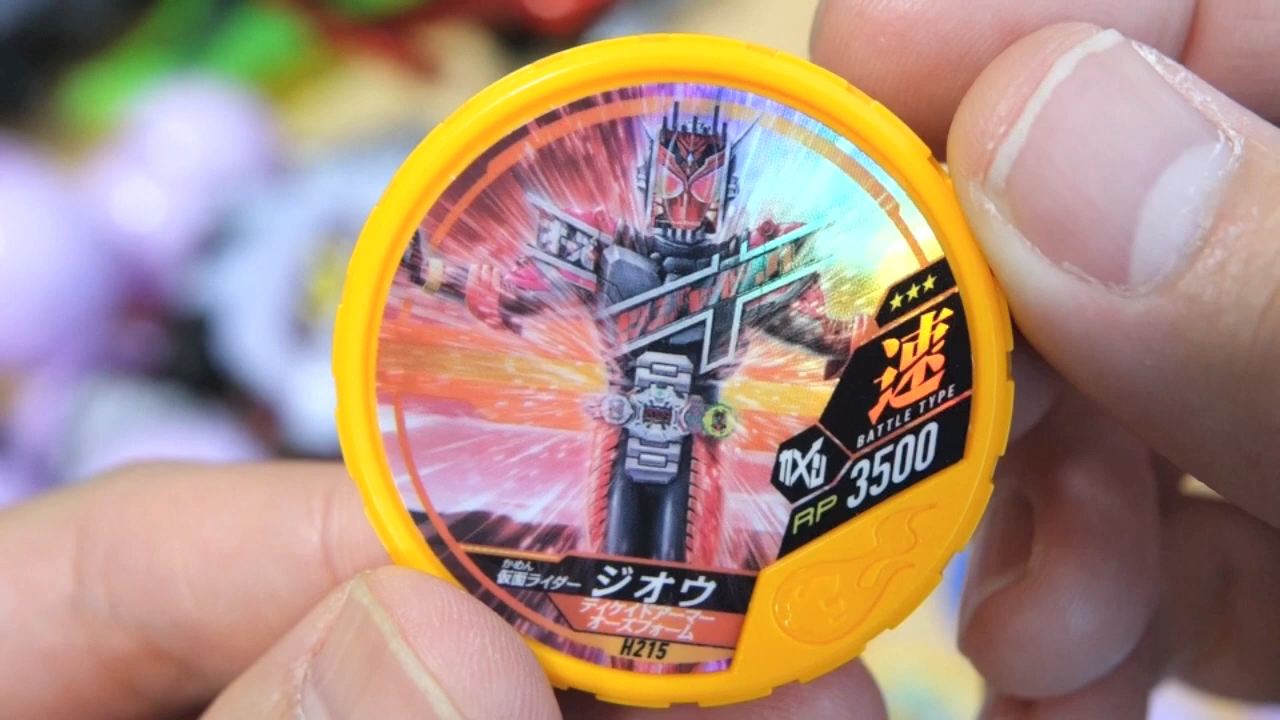 速
BATTLE TYPE
RP 3500
かめん
仮面ライダー ジオウ
ディケイドアーマー
オーズフォーム
H215